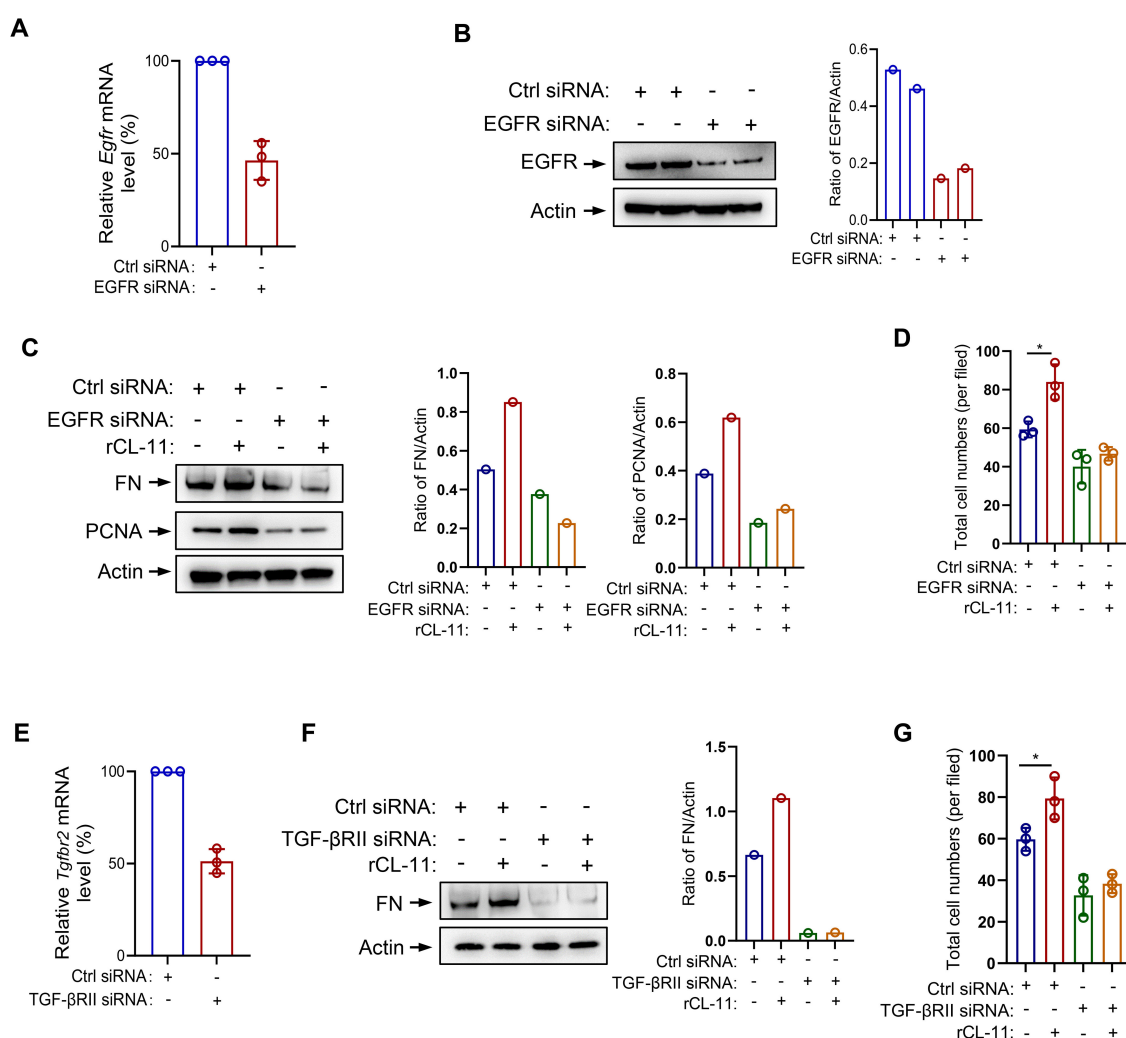 A
Relative Egfr mRNA
level (%)
100
50
0
Ctrl siRNA: + -
EGFR siRNA: - +
B
Ctrl siRNA: + + - -
EGFR siRNA: - - + +
EGFR
Actin
Ratio of EGFR/Actin
0.6
0.4
0.2
0.0
Ctrl siRNA: + + - -
EGFR siRNA: - - + +
C
Ctrl siRNA: + + - -
EGFR siRNA: - - + +
rCL-11: - + - +
FN
PCNA
Actin
Ratio of FN/Actin
1.0
0.8
0.6
0.4
0.2
0.0
Ctrl siRNA: + + - -
EGFR siRNA: - - + +
rCL-11: - + - +
Ratio of PCNA/Actin
0.8
0.6
0.4
0.2
0.0
Ctrl siRNA: + + - -
EGFR siRNA: - - + +
rCL-11: - + - +
D
Total cell numbers (per filed)
100
80
60
40
20
0
*
Ctrl siRNA: + + - -
EGFR siRNA: - - + +
rCL-11: - + - +
E
Relative Tgfbr2 mRNA
level (%)
100
50
0
Ctrl siRNA: + -
TGF-βRII siRNA: - +
F
Ctrl siRNA: + + - -
TGF-βRII siRNA: - - + +
rCL-11: - + - +
FN
Actin
Ratio of FN/Actin
1.5
1.0
0.5
0.0
Ctrl siRNA: + + - -
TGF-βRII siRNA: - - + +
rCL-11: - + - +
G
Total cell numbers (per filed)
100
80
60
40
20
0
*
Ctrl siRNA: + + - -
TGF-βRII siRNA: - - + +
rCL-11: - + - +